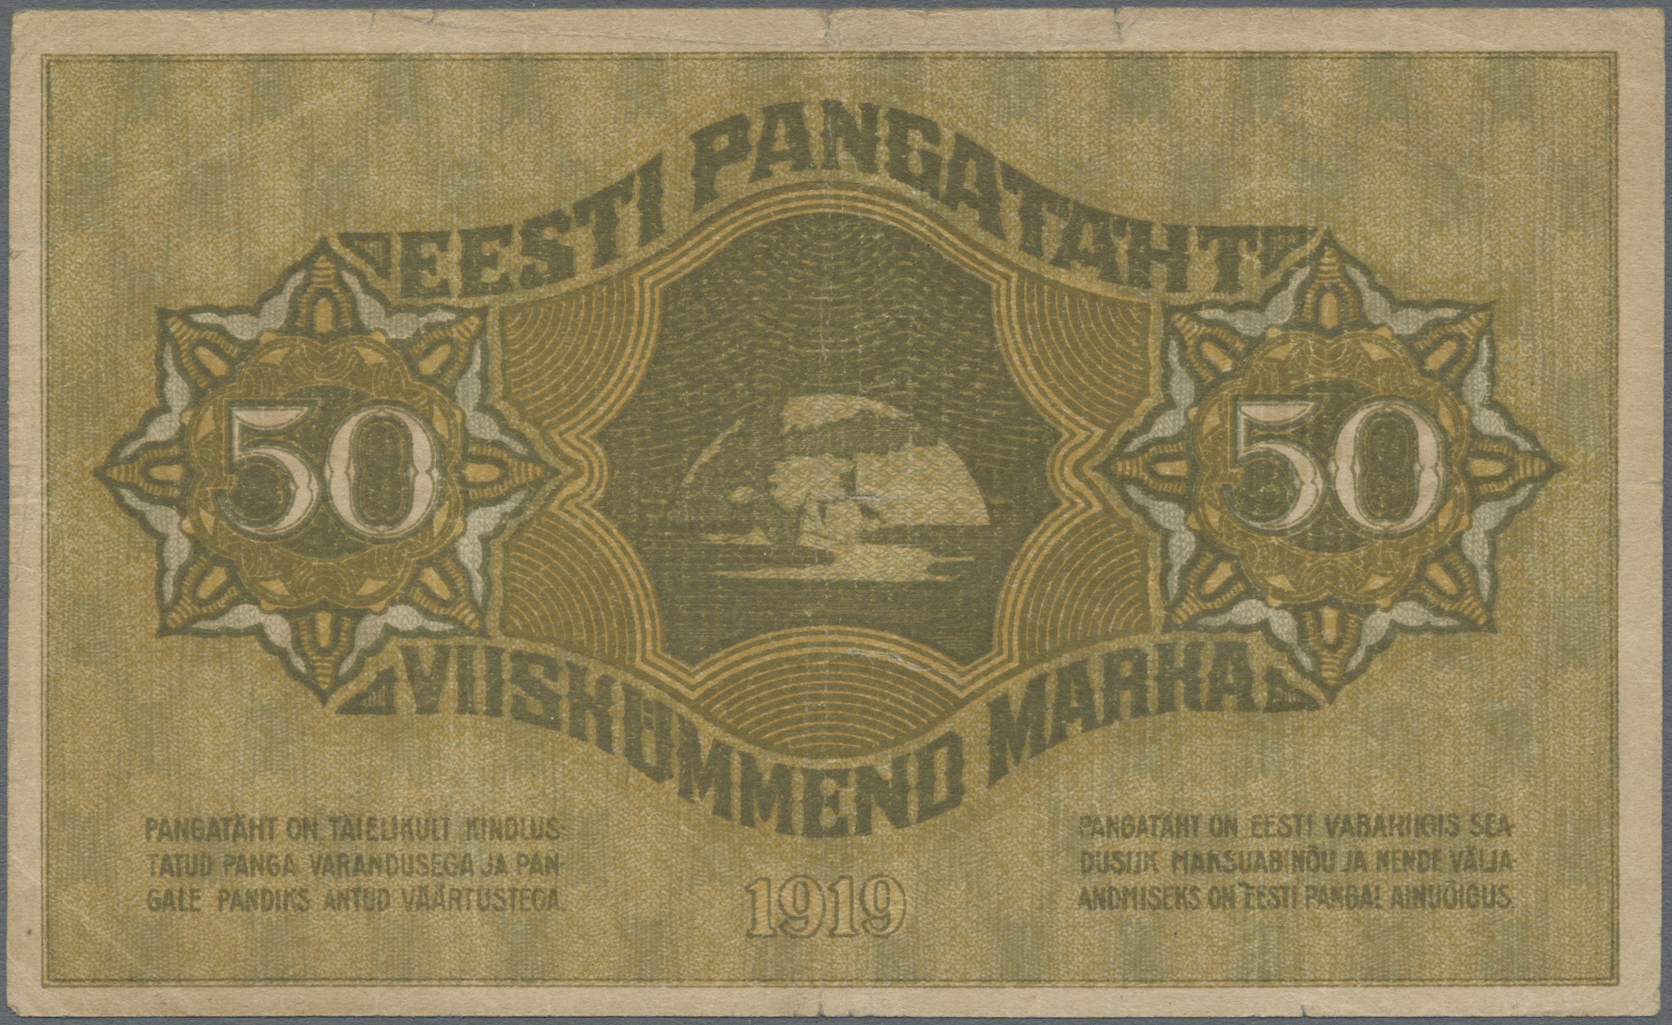 EESTI PANGATÄHT
50
50
VIISKÜMMEND MARKA
PANGATÄHT ON TÄIELIKULT KINDLUS-
TATUD PANGA VARANDUSEGA JA PAN-
GALE PANDIKS ANTUD VÄÄRTUSTEGA.
1919
PANGATÄHT ON EESTI VABARIIGIS SEA-
DUSLIK MAKSUABINÕU JA NENDE VÄLJA-
ANDMISEKS ON EESTI PANGAL AINUÕIGUS.